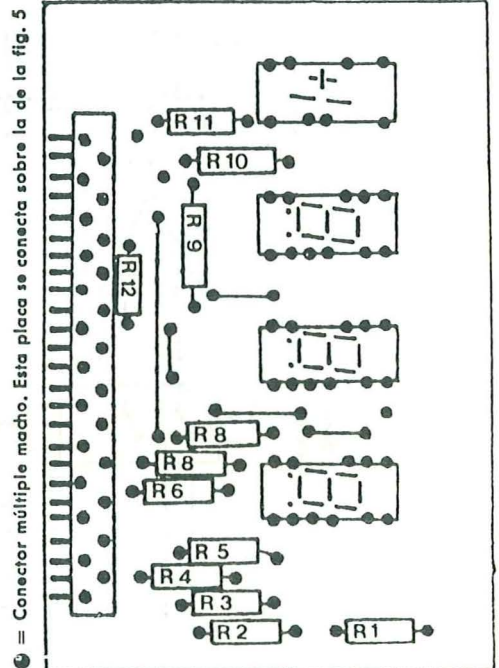 = Conector múltiple macho. Esta placa se conecta sobre la de la fig. 5
R 11
R 10
R 9
R 12
R 8
R 8
R 6
R 5
R 4
R 3
R 2
R 1